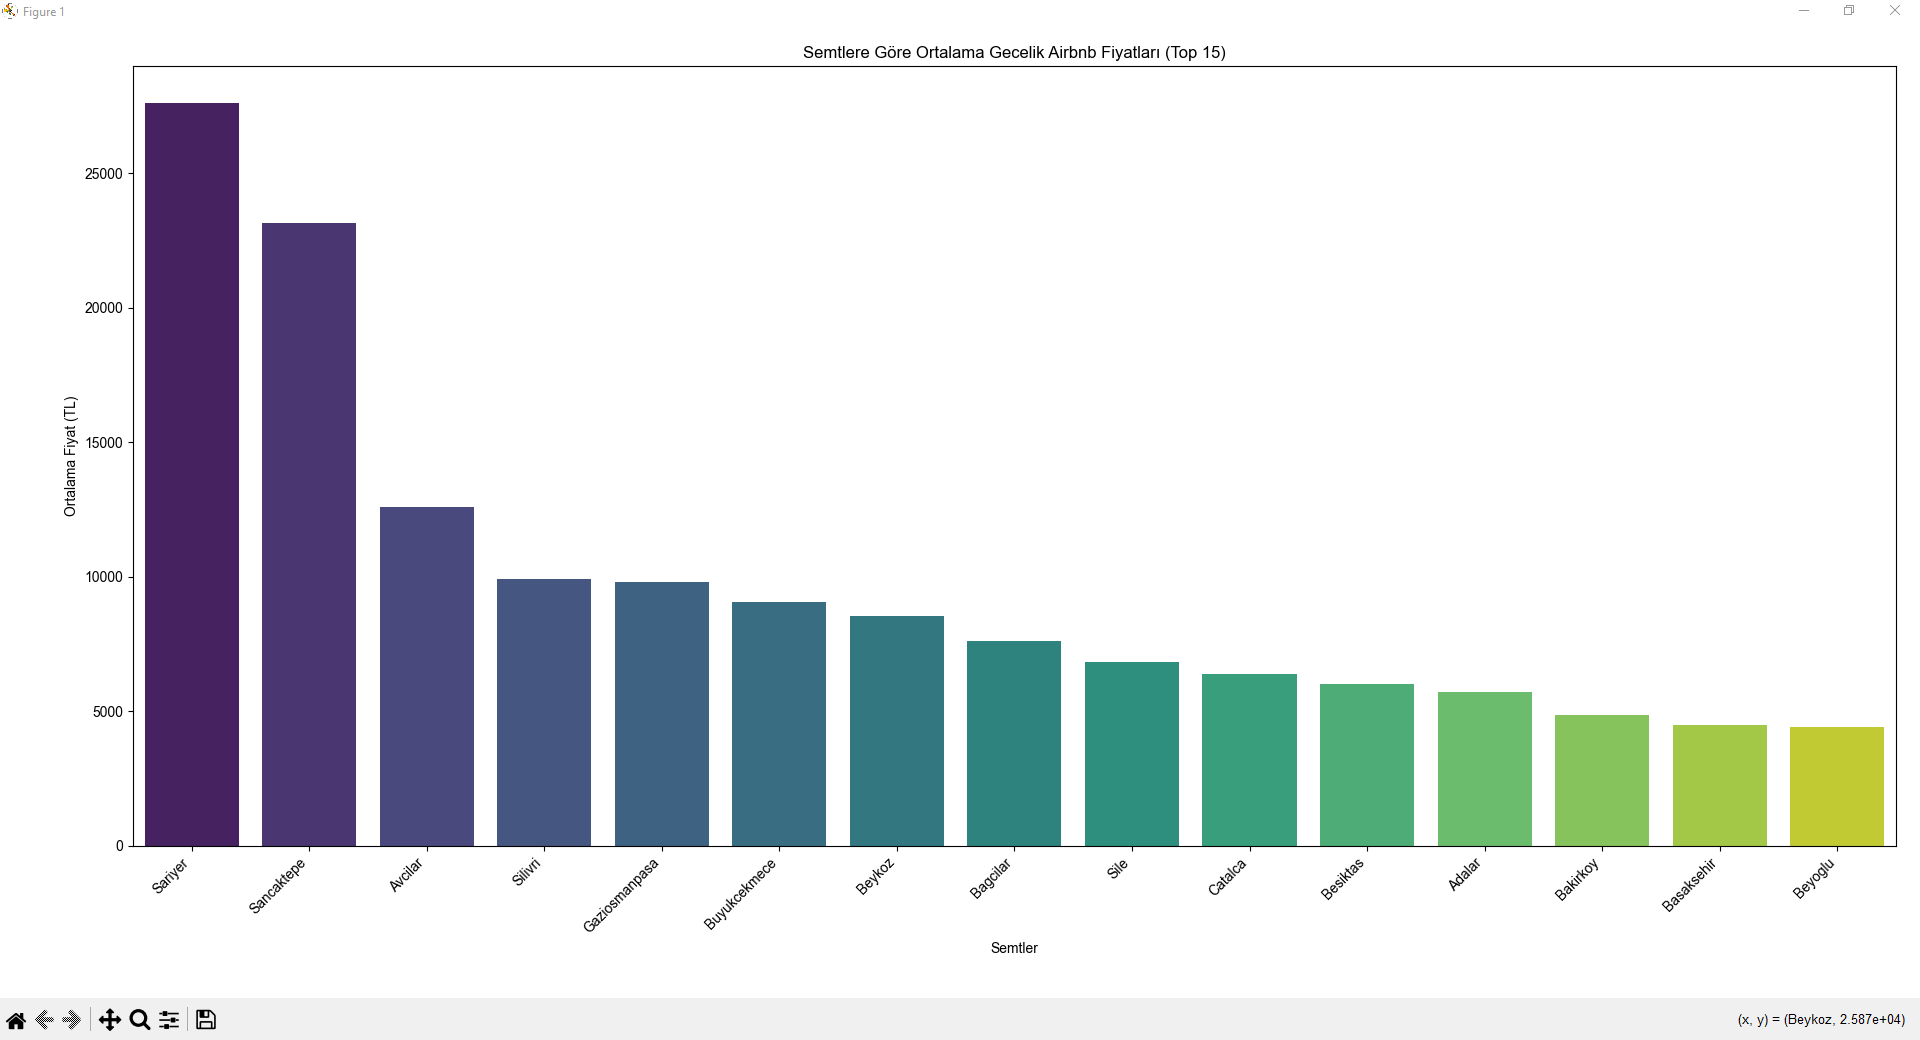 Figure 1
Semtlere Göre Ortalama Gecelik Airbnb Fiyatları (Top 15)
Ortalama Fiyat (TL)
25000
20000
15000
10000
5000
0
Sariyer
Sancaktepe
Avcilar
Silivri
Gaziosmanpasa
Buyukcekmece
Beykoz
Bagcilar
Sile
Catalca
Besiktas
Adalar
Bakirkoy
Basaksehir
Beyoglu
Semtler
(x, y) = (Beykoz, 2.587e+04)